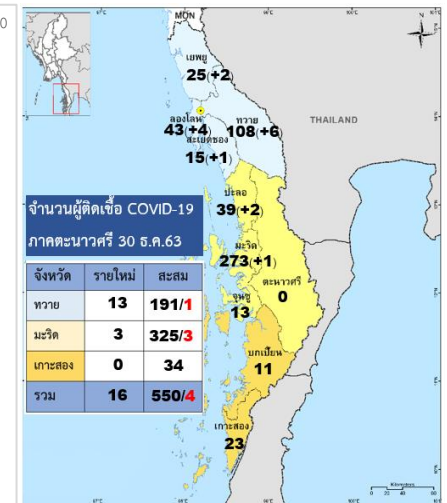 MON
เยพยู
25(+2)
ลองโลน
43(+4)
ทวาย
108(+6)
THAILAND
สะเยดซอง
15(+1)
ปะลอ
39(+2)
จำนวนผู้ติดเชื้อ COVID-19
ภาคตะนาวศรี 30 ธ.ค.63
มะริด
273(+1)
ตะนาวศรี
0
จังหวัด รายใหม่ สะสม
ทวาย 13 191/1
มะริด 3 325/3
เกาะสอง 0 34
รวม 16 550/4
จุนซู
13
บกเปี้ยน
11
เกาะสอง
23
Kilometers